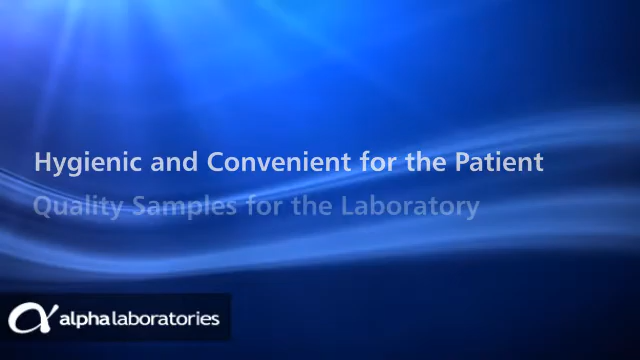 Hygienic and Convenient for the Patient
Quality Samples for the Laboratory
alphalaboratories